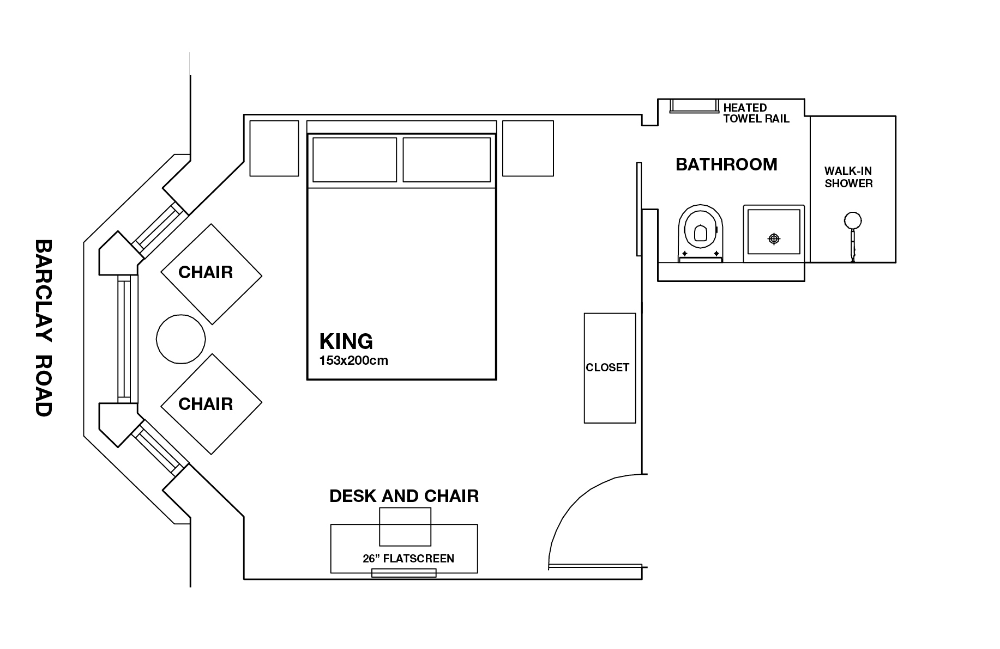 HEATED
TOWEL RAIL
BATHROOM
WALK-IN
SHOWER
BARCLAY ROAD
CHAIR
KING
153x200cm
CLOSET
CHAIR
DESK AND CHAIR
26” FLATSCREEN